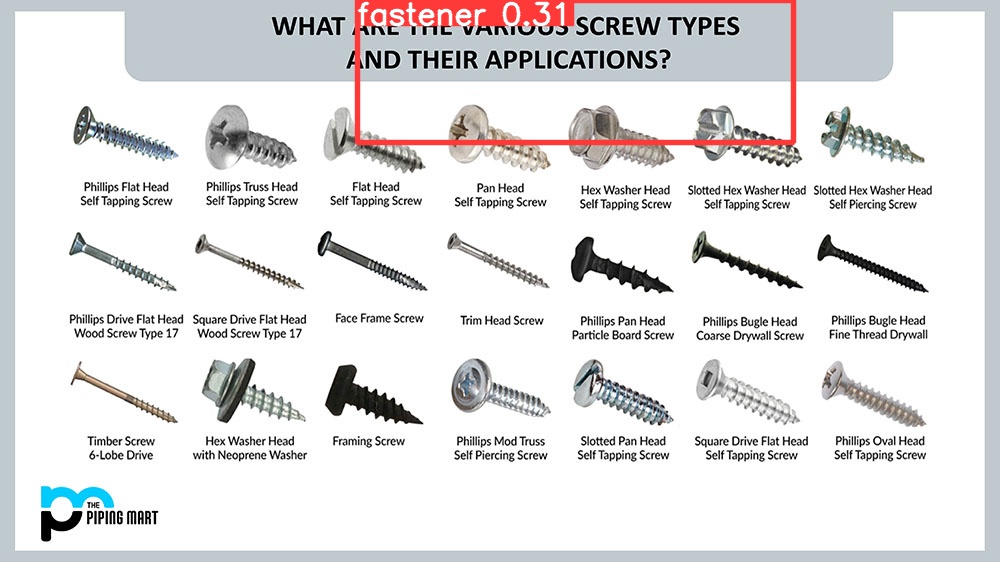 fastener 0.31
WHAT ARE THE VARIOUS SCREW TYPES
AND THEIR APPLICATIONS?
Phillips Flat Head
Self Tapping Screw
Phillips Truss Head
Self Tapping Screw
Flat Head
Self Tapping Screw
Pan Head
Self Tapping Screw
Hex Washer Head
Self Tapping Screw
Slotted Hex Washer Head
Self Tapping Screw
Slotted Hex Washer Head
Self Piercing Screw
Phillips Drive Flat Head
Wood Screw Type 17
Square Drive Flat Head
Wood Screw Type 17
Face Frame Screw
Trim Head Screw
Phillips Pan Head
Particle Board Screw
Phillips Bugle Head
Coarse Drywall Screw
Phillips Bugle Head
Fine Thread Drywall
Timber Screw
6-Lobe Drive
Hex Washer Head
with Neoprene Washer
Framing Screw
Phillips Mod Truss
Self Piercing Screw
Slotted Pan Head
Self Tapping Screw
Square Drive Flat Head
Self Tapping Screw
Phillips Oval Head
Self Tapping Screw
THE
PIPING MART